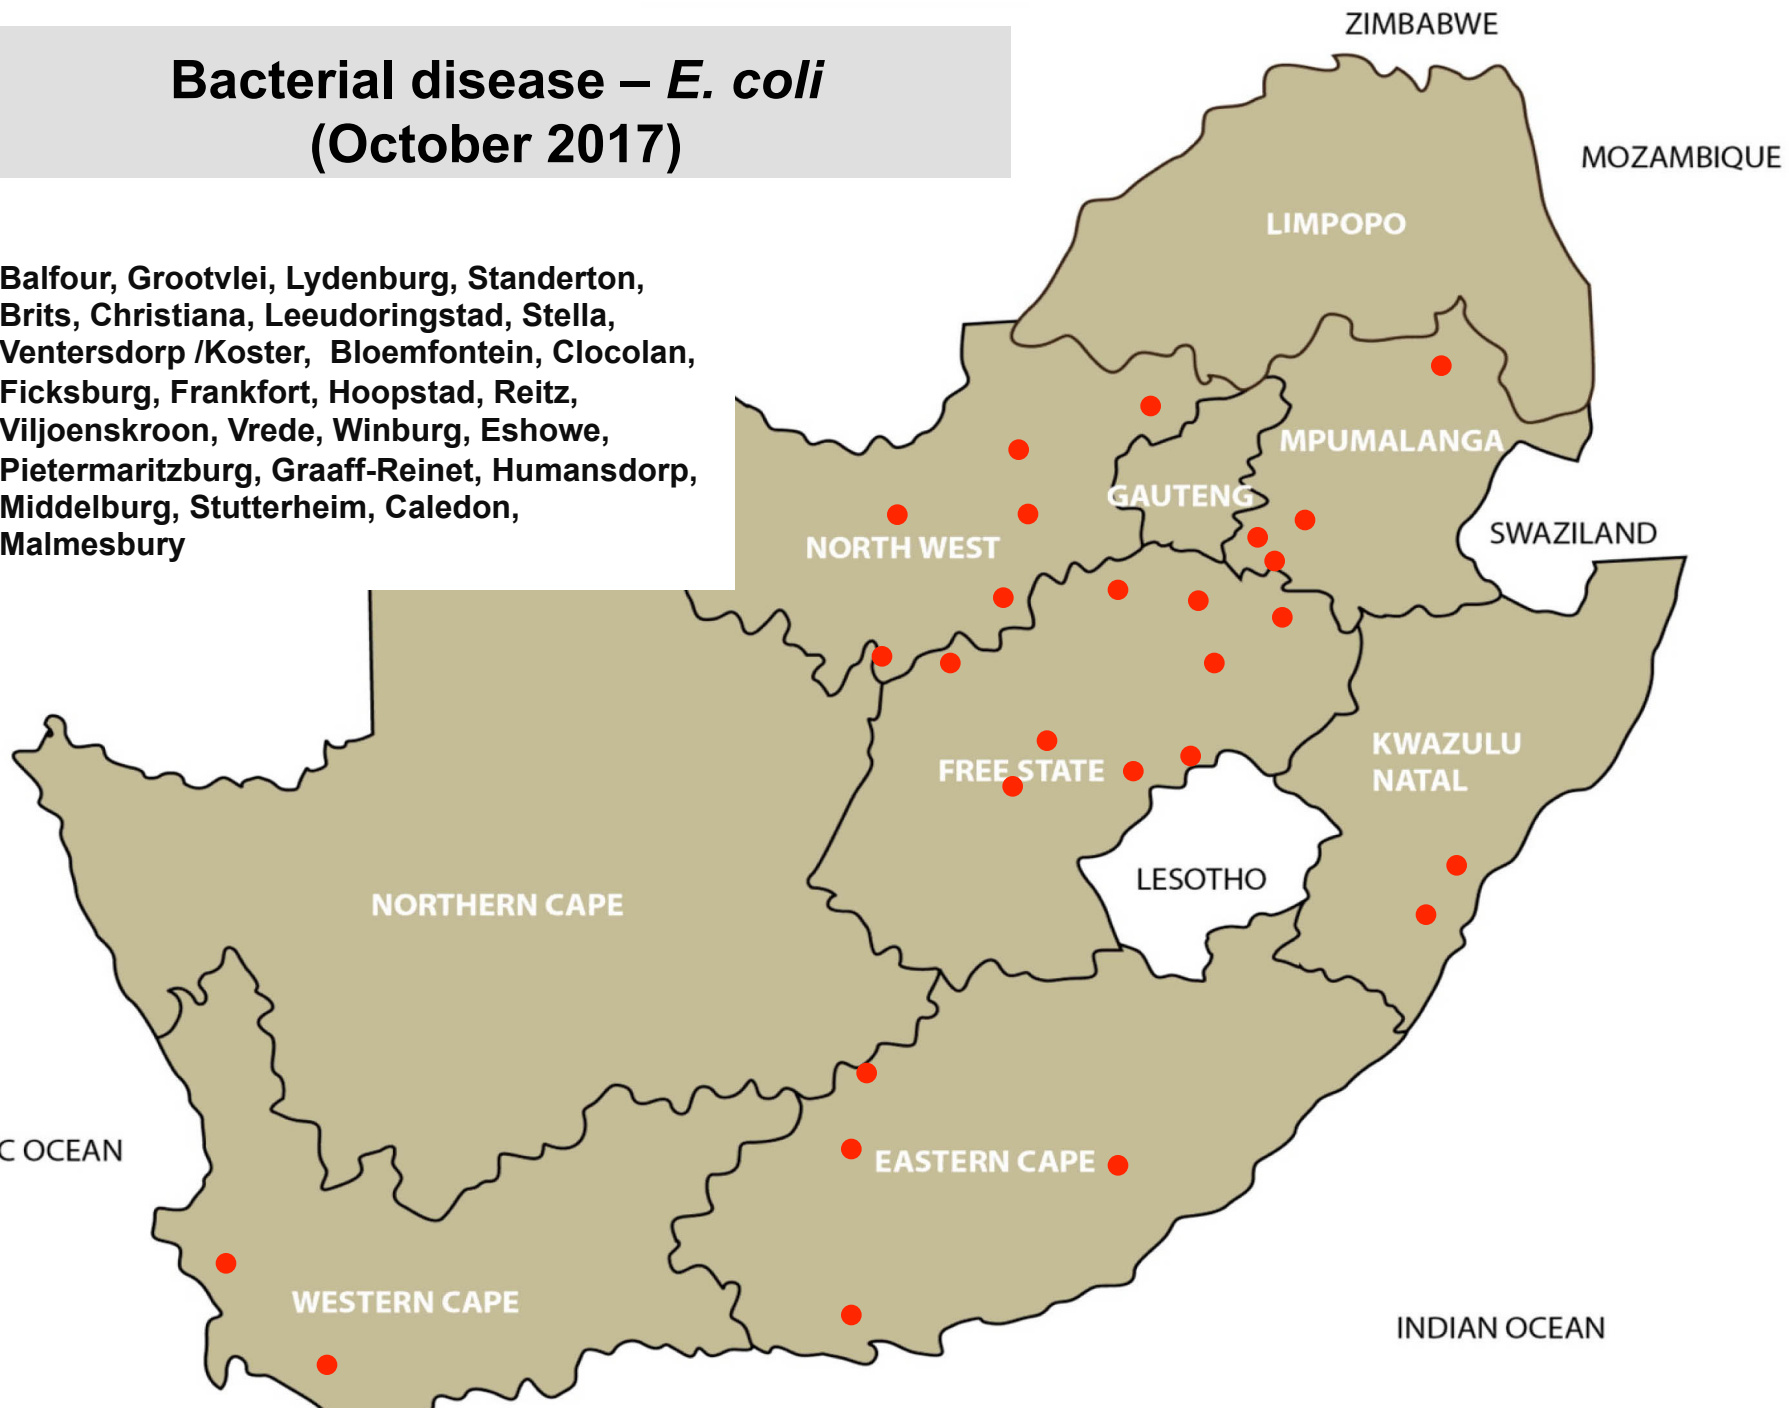 Bacterial disease – E. coli
(October 2017)
Balfour, Grootvlei, Lydenburg, Standerton,
Brits, Christiana, Leeudoringstad, Stella,
Ventersdorp /Koster, Bloemfontein, Clocolan,
Ficksburg, Frankfort, Hoopstad, Reitz,
Viljoenskroon, Vrede, Winburg, Eshowe,
Pietermaritzburg, Graaff-Reinet, Humansdorp,
Middelburg, Stutterheim, Caledon,
Malmesbury
ZIMBABWE
MOZAMBIQUE
LIMPOPO
MPUMALANGA
GAUTENG
SWAZILAND
NORTH WEST
KWAZULU
NATAL
FREE STATE
LESOTHO
NORTHERN CAPE
C OCEAN
EASTERN CAPE
WESTERN CAPE
INDIAN OCEAN